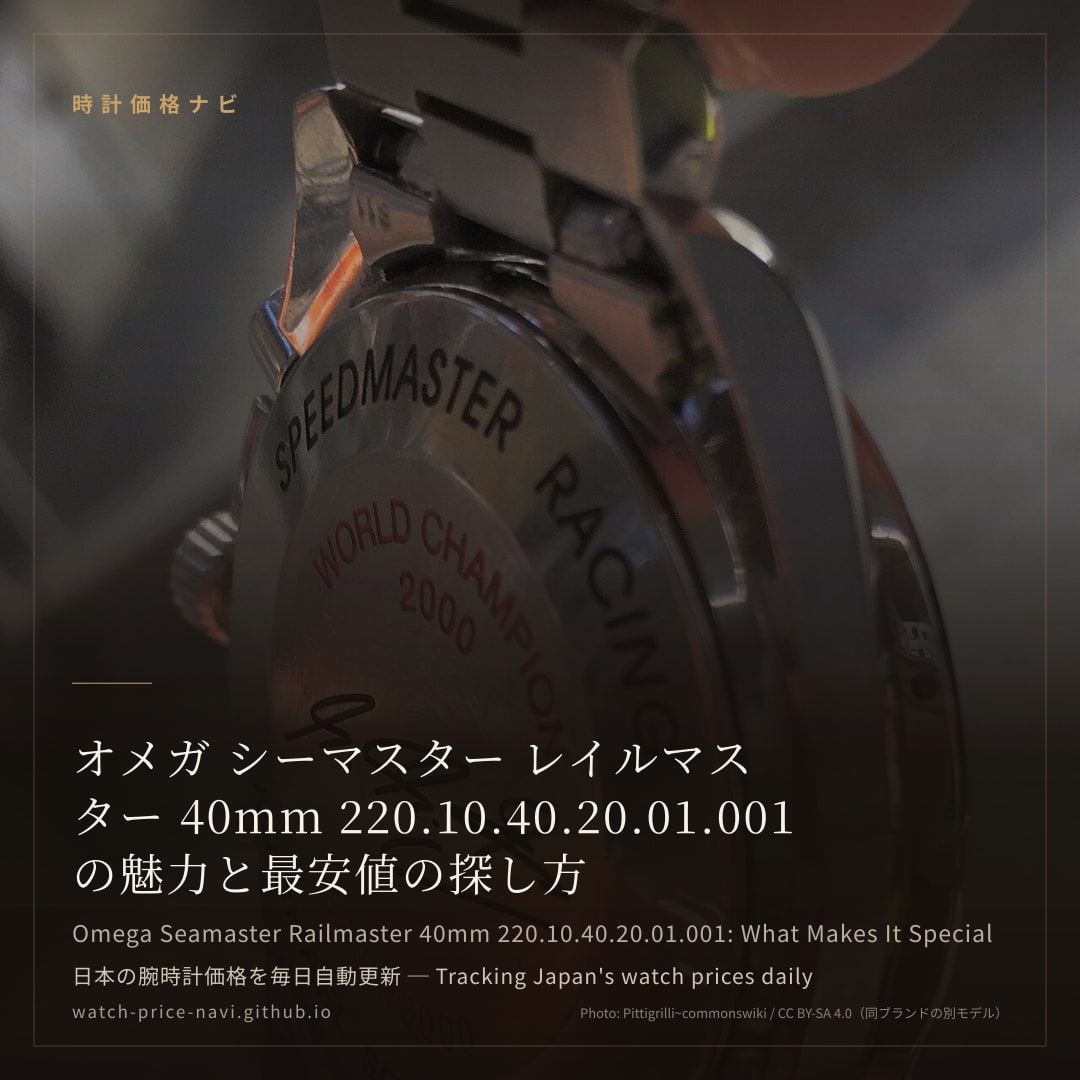 時計価格ナビ
811
SPEEDMASTER RACING
WORLD CHAMPION
2000
オメガ シーマスター レイルマス
ター 40mm 220.10.40.20.01.001
の魅力と最安値の探し方
Omega Seamaster Railmaster 40mm 220.10.40.20.01.001: What Makes It Special
日本の腕時計価格を毎日自動更新 — Tracking Japan's watch prices daily
watch-price-navi.github.io
Photo: Pittigrilli~commonswiki / CC BY-SA 4.0（同ブランドの別モデル）